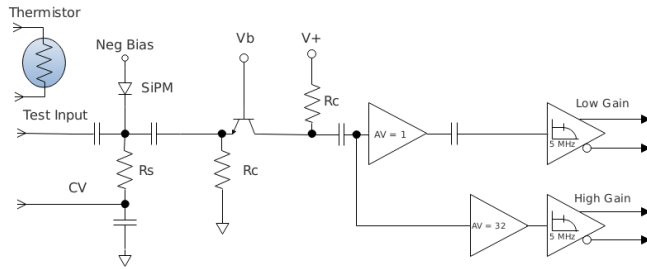 Thermistor
Neg Bias
Vb
V+
SiPM
Rc
Low Gain
Test Input
AV = 1
5 MHz
Rs
Rc
CV
High Gain
AV = 32
5 MHz